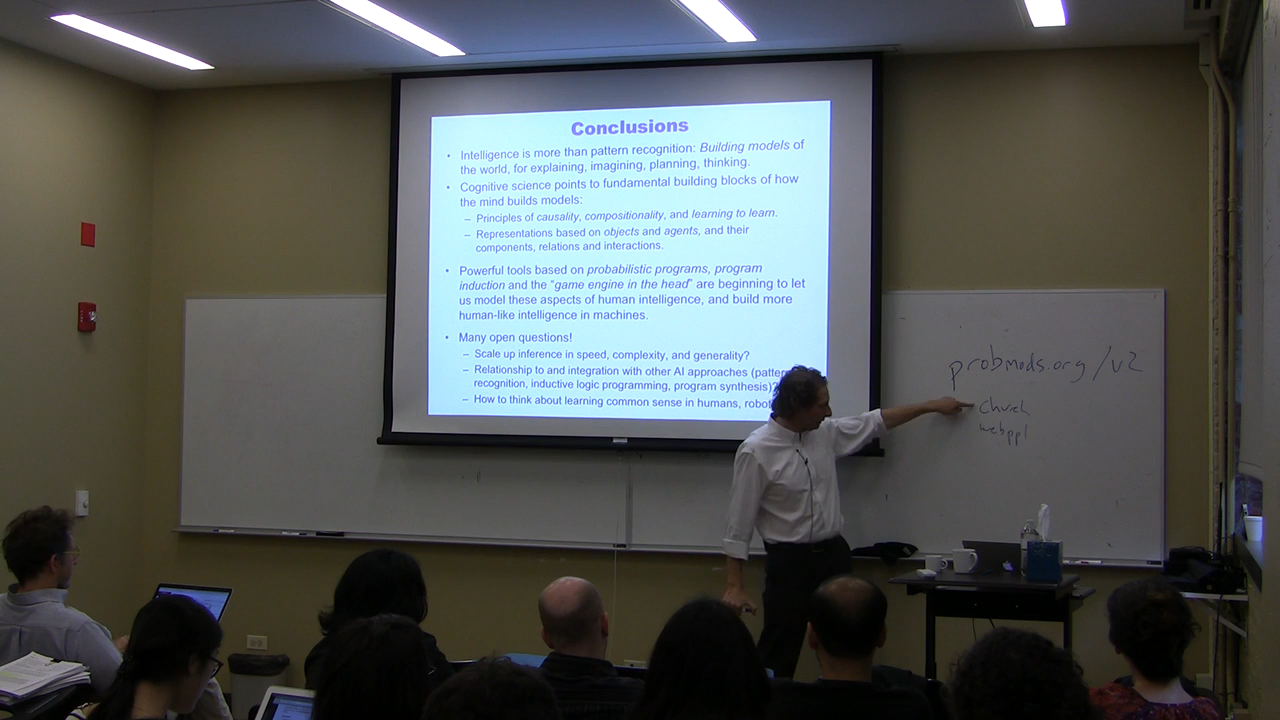 Conclusions
• Intelligence is more than pattern recognition: Building models of
the world, for explaining, imagining, planning, thinking.
• Cognitive science points to fundamental building blocks of how
the mind builds models:
– Principles of causality, compositionality, and learning to learn.
– Representations based on objects and agents, and their
components, relations and interactions.
• Powerful tools based on probabilistic programs, program
induction and the "game engine in the head" are beginning to let
us model these aspects of human intelligence, and build more
human-like intelligence in machines.
• Many open questions!
– Scale up inference in speed, complexity, and generality?
– Relationship to and integration with other AI approaches (pattern
recognition, inductive logic programming, program synthesis)?
– How to think about learning common sense in humans,
probmods.org/v2
church
webppl